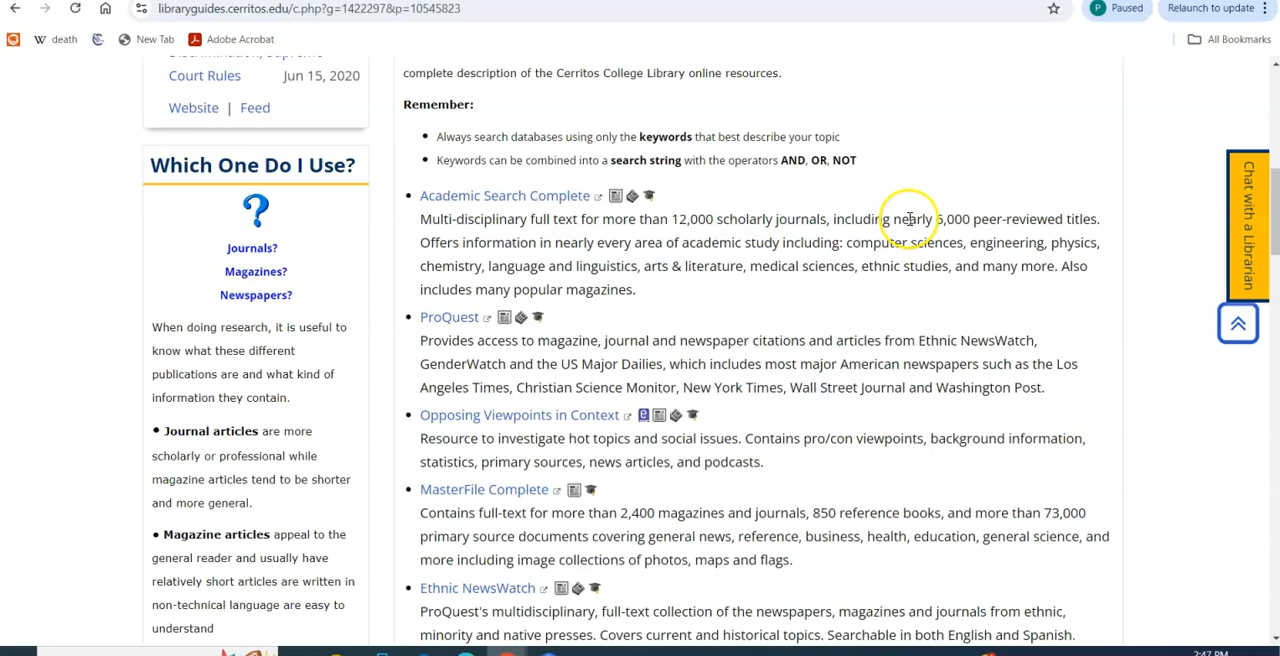 libraryguides.cerritos.edu/c.php?g=1422297&p=10545823
P Paused
Relaunch to update
death
New Tab
Adobe Acrobat
All Bookmarks
Court Rules Jun 15, 2020
Website | Feed
Which One Do I Use?
Journals?
Magazines?
Newspapers?
When doing research, it is useful to
know what these different
publications are and what kind of
information they contain.
• Journal articles are more
scholarly or professional while
magazine articles tend to be shorter
and more general.
• Magazine articles appeal to the
general reader and usually have
relatively short articles are written in
non-technical language are easy to
understand
complete description of the Cerritos College Library online resources.
Remember:
• Always search databases using only the keywords that best describe your topic
• Keywords can be combined into a search string with the operators AND, OR, NOT
• Academic Search Complete
Multi-disciplinary full text for more than 12,000 scholarly journals, including nearly 6,000 peer-reviewed titles.
Offers information in nearly every area of academic study including: computer sciences, engineering, physics,
chemistry, language and linguistics, arts & literature, medical sciences, ethnic studies, and many more. Also
includes many popular magazines.
• ProQuest
Provides access to magazine, journal and newspaper citations and articles from Ethnic NewsWatch,
GenderWatch and the US Major Dailies, which includes most major American newspapers such as the Los
Angeles Times, Christian Science Monitor, New York Times, Wall Street Journal and Washington Post.
• Opposing Viewpoints in Context
Resource to investigate hot topics and social issues. Contains pro/con viewpoints, background information,
statistics, primary sources, news articles, and podcasts.
• MasterFile Complete
Contains full-text for more than 2,400 magazines and journals, 850 reference books, and more than 73,000
primary source documents covering general news, reference, business, health, education, general science, and
more including image collections of photos, maps and flags.
• Ethnic NewsWatch
ProQuest's multidisciplinary, full-text collection of the newspapers, magazines and journals from ethnic,
minority and native presses. Covers current and historical topics. Searchable in both English and Spanish.
Chat with a Librarian
2:47 PM